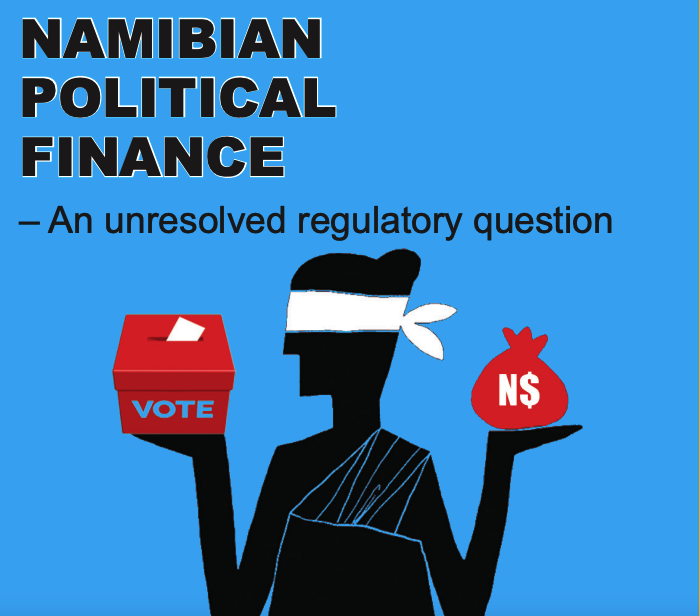 NAMIBIAN
POLITICAL
FINANCE
– An unresolved regulatory question
VOTE
N$